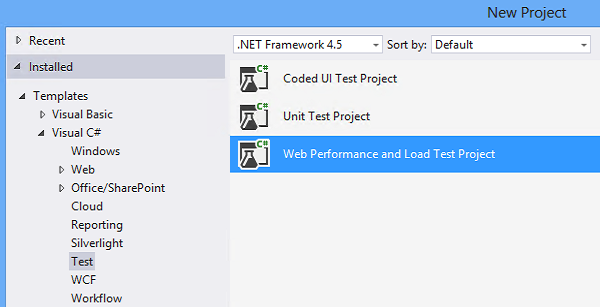 New Project
Recent
Installed
Templates
Visual Basic
Visual C#
Windows
Web
Office/SharePoint
Cloud
Reporting
Silverlight
Test
WCF
Workflow
.NET Framework 4.5 Sort by: Default
C# Coded UI Test Project
C# Unit Test Project
C# Web Performance and Load Test Project